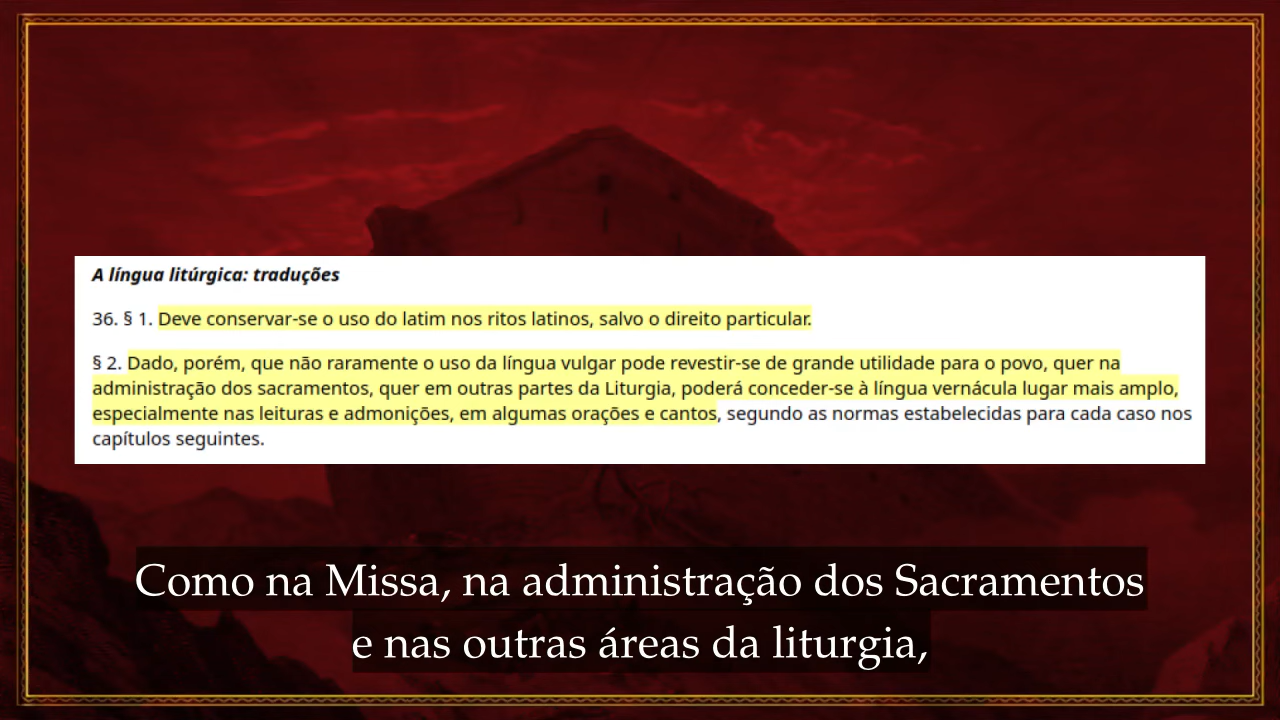 A língua litúrgica: traduções
36. § 1. Deve conservar-se o uso do latim nos ritos latinos, salvo o direito particular.
§ 2. Dado, porém, que não raramente o uso da língua vulgar pode revestir-se de grande utilidade para o povo, quer na
administração dos sacramentos, quer em outras partes da Liturgia, poderá conceder-se à língua vernácula lugar mais amplo,
especialmente nas leituras e admonições, em algumas orações e cantos, segundo as normas estabelecidas para cada caso nos
capítulos seguintes.
Como na Missa, na administração dos Sacramentos
e nas outras áreas da liturgia,